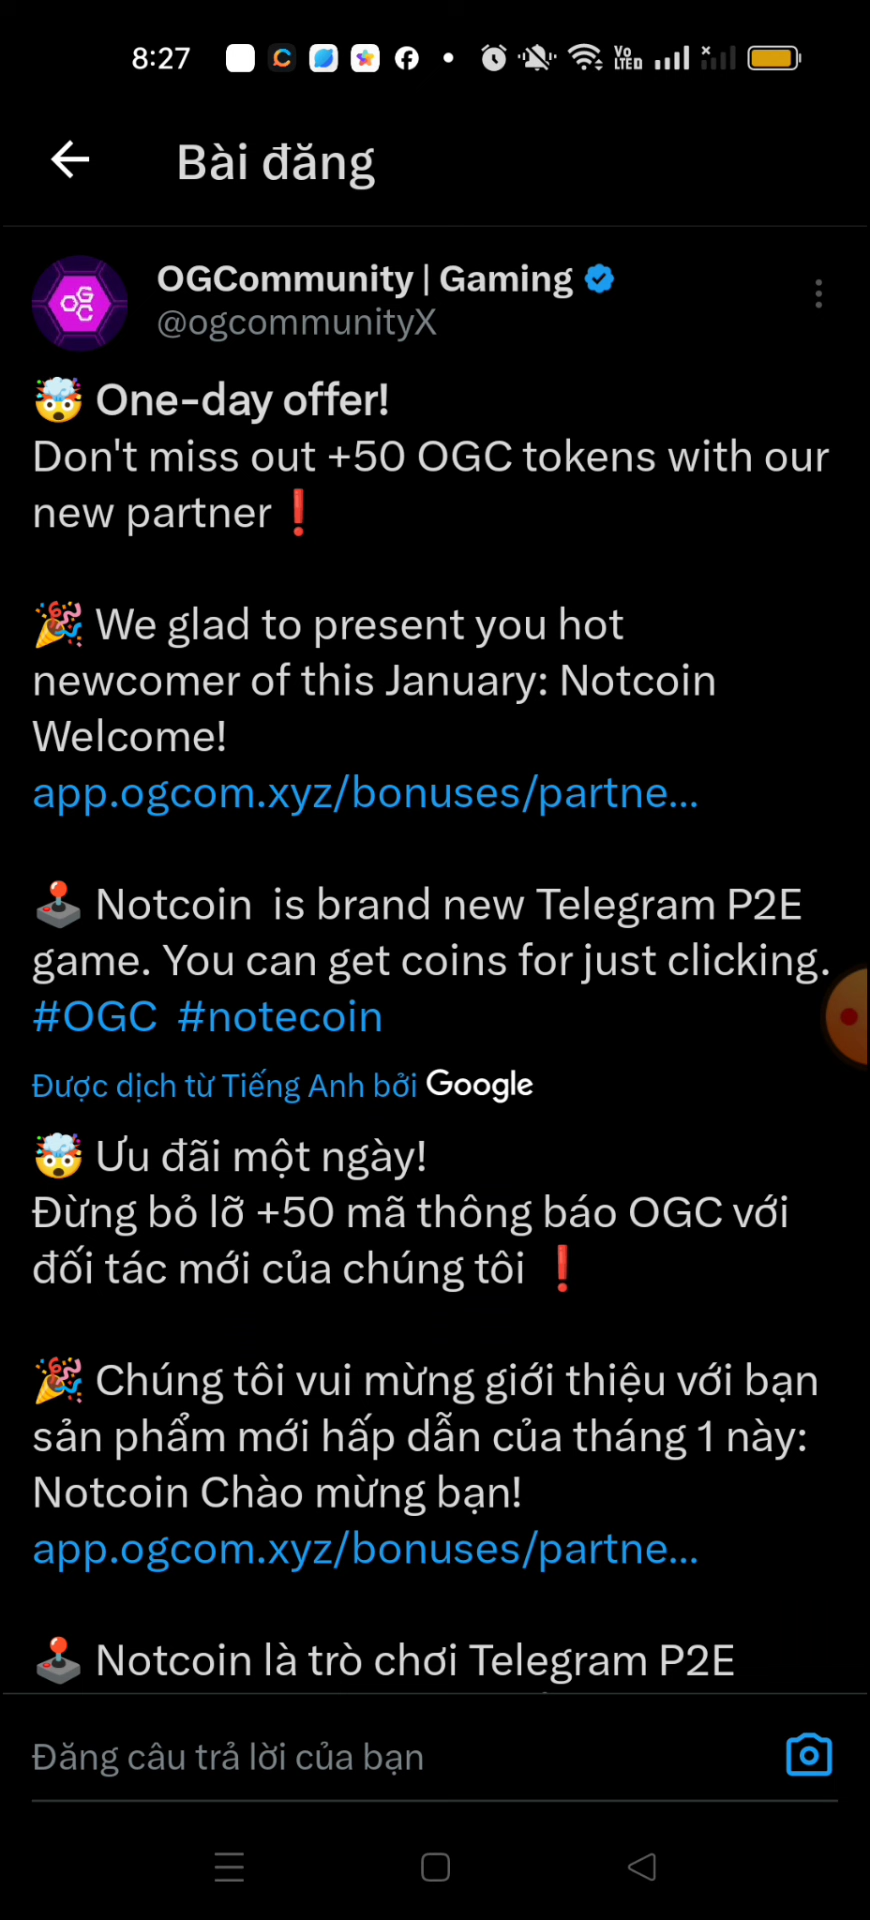 8:27
Vo LTE D
Bài đăng
OGCommunity | Gaming
@ogcommunityX
🤯 One-day offer!
Don't miss out +50 OGC tokens with our
new partner❗
🎉 We glad to present you hot
newcomer of this January: Notcoin
Welcome!
app.ogcom.xyz/bonuses/partne...
🕹️ Notcoin  is brand new Telegram P2E
game. You can get coins for just clicking.
#OGC #notecoin
Được dịch từ Tiếng Anh bởi Google
🤯 Ưu đãi một ngày!
Đừng bỏ lỡ +50 mã thông báo OGC với
đối tác mới của chúng tôi ❗
🎉 Chúng tôi vui mừng giới thiệu với bạn
sản phẩm mới hấp dẫn của tháng 1 này:
Notcoin Chào mừng bạn!
app.ogcom.xyz/bonuses/partne...
🕹️ Notcoin là trò chơi Telegram P2E
Đăng câu trả lời của bạn